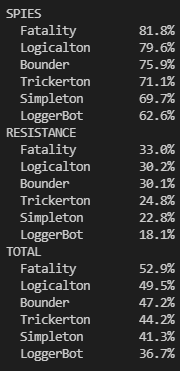 SPIES
Fatality 81.8%
Logicalton 79.6%
Bounder 75.9%
Trickerton 71.1%
Simpleton 69.7%
LoggerBot 62.6%
RESISTANCE
Fatality 33.0%
Logicalton 30.2%
Bounder 30.1%
Trickerton 24.8%
Simpleton 22.8%
LoggerBot 18.1%
TOTAL
Fatality 52.9%
Logicalton 49.5%
Bounder 47.2%
Trickerton 44.2%
Simpleton 41.3%
LoggerBot 36.7%